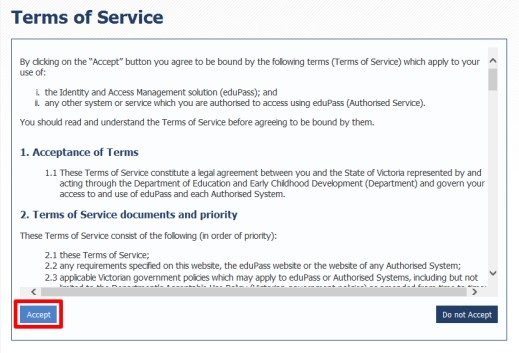 Terms of Service
By clicking on the "Accept" button you agree to be bound by the following terms (Terms of Service) which apply to your
use of:
i. the Identity and Access Management solution (eduPass); and
ii. any other system or service which you are authorised to access using eduPass (Authorised Service).
You should read and understand the Terms of Service before agreeing to be bound by them.
1. Acceptance of Terms
1.1 These Terms of Service constitute a legal agreement between you and the State of Victoria represented by and
acting through the Department of Education and Early Childhood Development (Department) and govern your
access to and use of eduPass and each Authorised System.
2. Terms of Service documents and priority
These Terms of Service consist of the following (in order of priority):
2.1 these Terms of Service;
2.2 any requirements specified on this website, the eduPass website or the website of any Authorised System;
2.3 applicable Victorian government policies which may apply to eduPass or Authorised Systems, including but not
Accept
Do not Accept